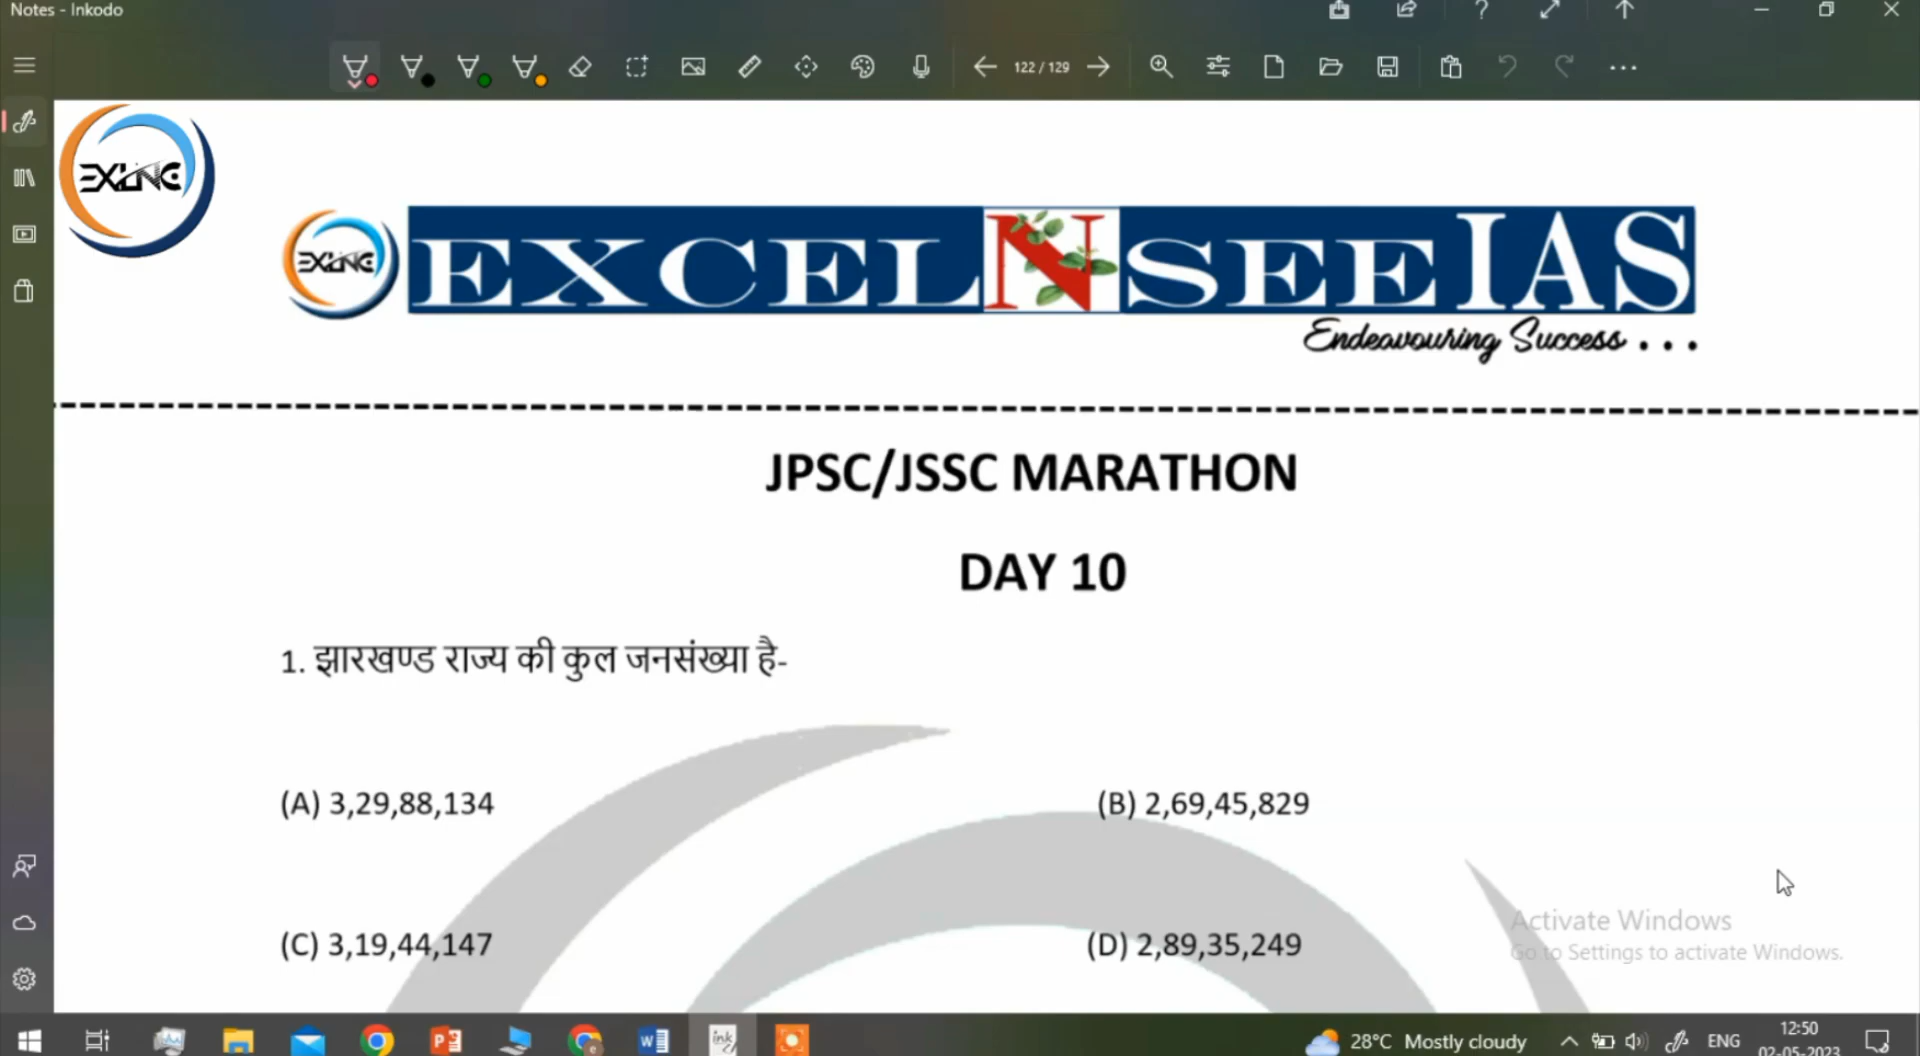 Notes - Inkodo
122 / 129
EXLNC
EXLNC EXCEL N SEE IAS
Endeavouring Success . . .
JPSC/JSSC MARATHON
DAY 10
1. झारखण्ड राज्य की कुल जनसंख्या है-
(A) 3,29,88,134 (B) 2,69,45,829
(C) 3,19,44,147 (D) 2,89,35,249
Activate Windows
Go to Settings to activate Windows.
28°C Mostly cloudy ENG 12:50
02-05-2023